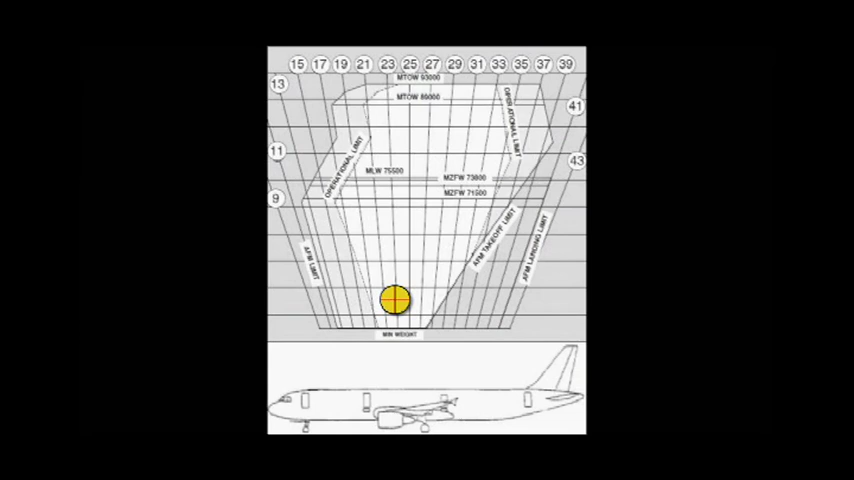 15 17 19 21 23 25 27 29 31 33 35 37 39
13
MTOW 93000
MTOW 89000
41
OPERATIONAL LIMIT
OPERATIONAL LIMIT
11
43
MLW 75500
MZFW 73800
MZFW 71500
9
AFM LIMIT
AFM TAKEOFF LIMIT
AFM LANDING LIMIT
MIN WEIGHT